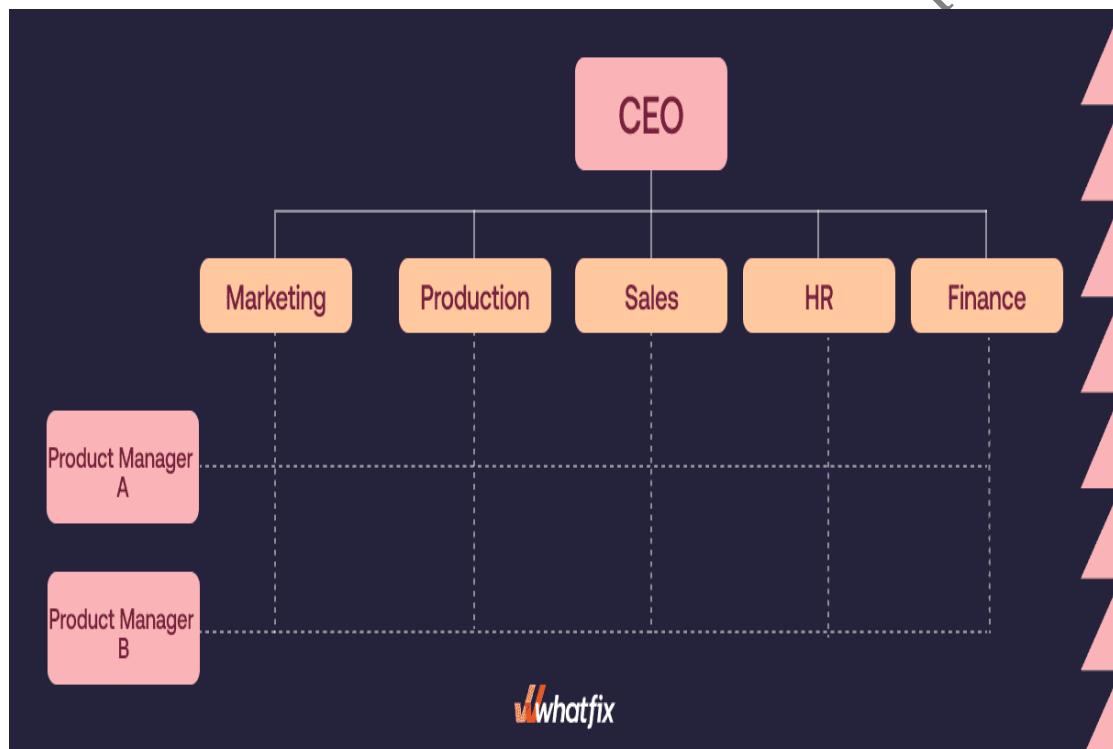 CEO
Marketing
Production
Sales
HR
Finance
Product Manager
A
Product Manager
B
whatfix